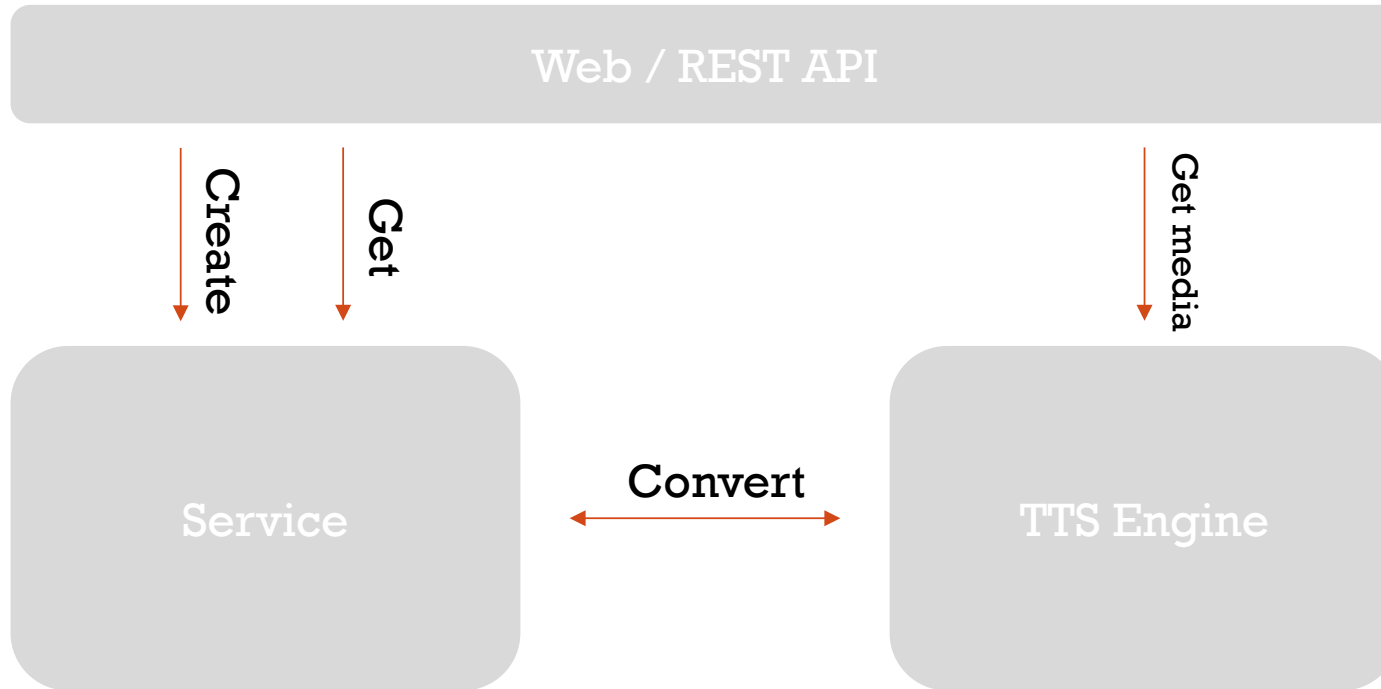 Web / REST API
Create
Get
Get media
Convert
Service
TTS Engine